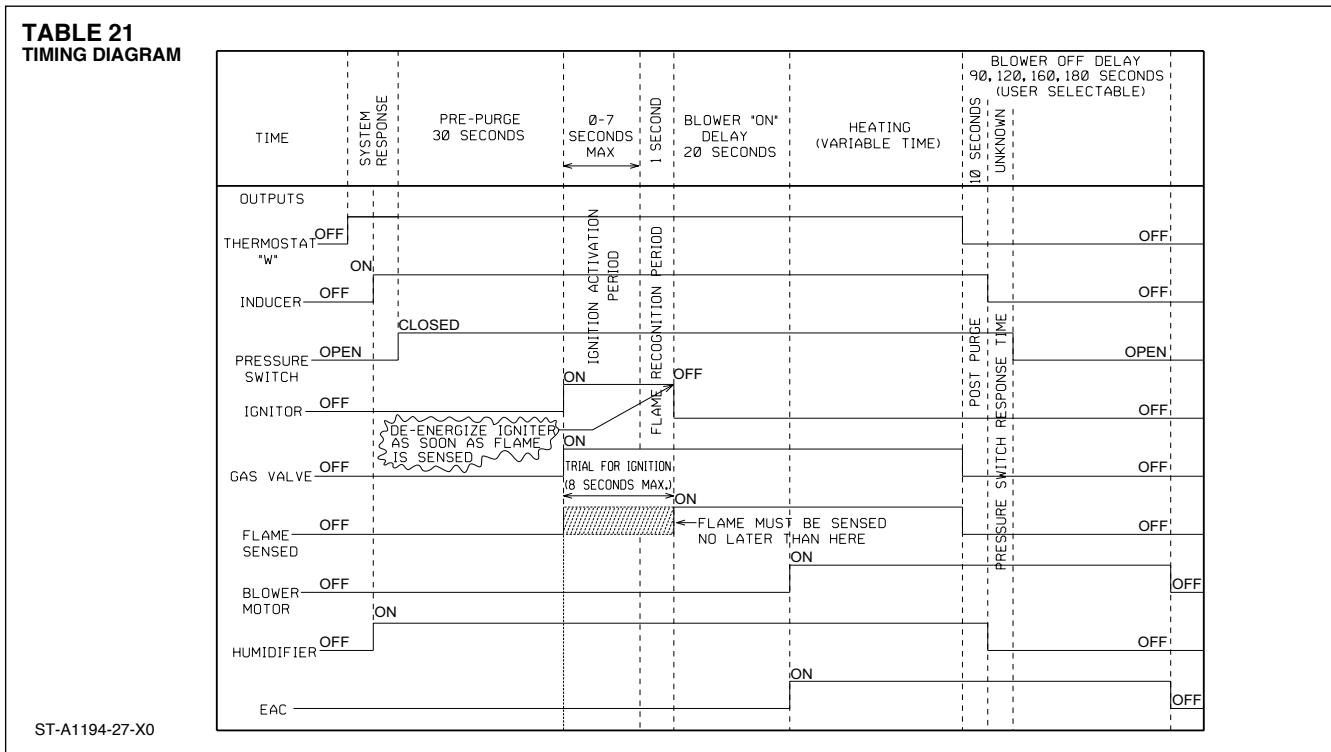 TABLE 21
TIMING DIAGRAM
TIME
SYSTEM
RESPONSE
PRE-PURGE
30 SECONDS
0-7
SECONDS
MAX
1 SECOND
BLOWER "ON"
DELAY
20 SECONDS
HEATING
(VARIABLE TIME)
10 SECONDS
UNKNOWN
BLOWER OFF DELAY
90,120,160,180 SECONDS
(USER SELECTABLE)
OUTPUTS
THERMOSTAT
"W"
OFF
OFF
INDUCER
OFF
ON
OFF
PRESSURE
SWITCH
OPEN
CLOSED
OPEN
IGNITION ACTIVATION
PERIOD
FLAME RECOGNITION PERIOD
POST PURGE
PRESSURE SWITCH RESPONSE TIME
IGNITOR
OFF
ON
OFF
OFF
DE-ENERGIZE IGNITER
AS SOON AS FLAME
IS SENSED
GAS VALVE
OFF
ON
OFF
TRIAL FOR IGNITION
(8 SECONDS MAX.)
FLAME
SENSED
OFF
ON
OFF
FLAME MUST BE SENSED
NO LATER THAN HERE
BLOWER
MOTOR
OFF
ON
OFF
HUMIDIFIER
OFF
ON
OFF
EAC
ON
OFF
ST-A1194-27-X0